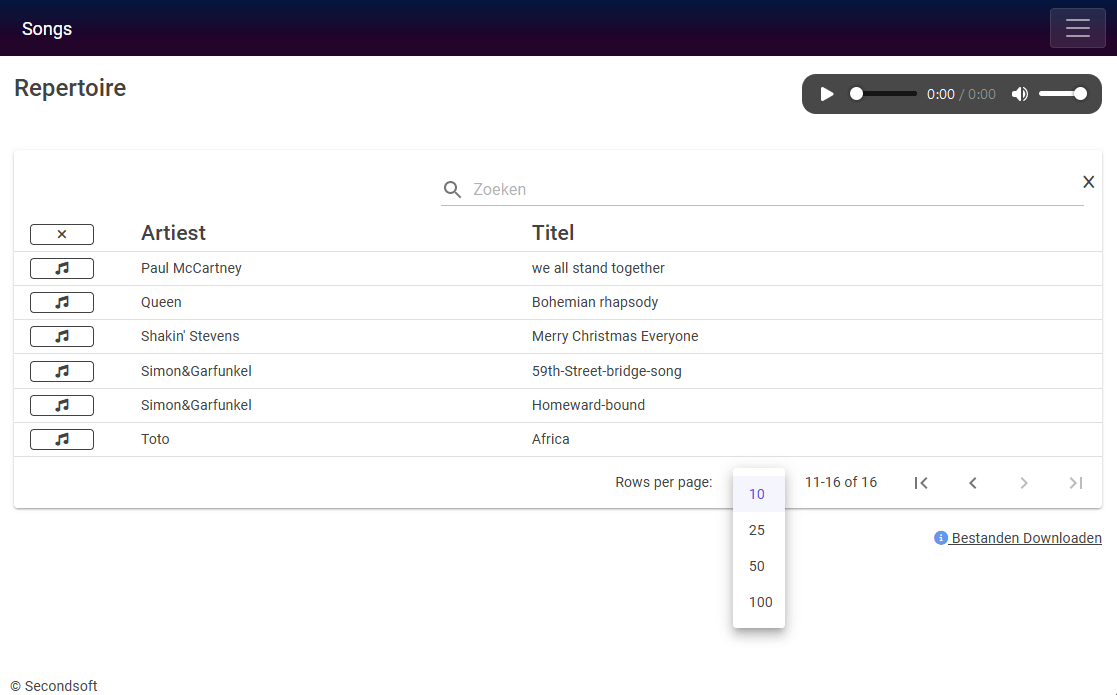 Songs
Repertoire
0:00 / 0:00
Zoeken
X
× Artiest Titel
Paul McCartney we all stand together
Queen Bohemian rhapsody
Shakin' Stevens Merry Christmas Everyone
Simon&Garfunkel 59th-Street-bridge-song
Simon&Garfunkel Homeward-bound
Toto Africa
Rows per page: 11-16 of 16
10
25
50
100
Bestanden Downloaden
© Secondsoft